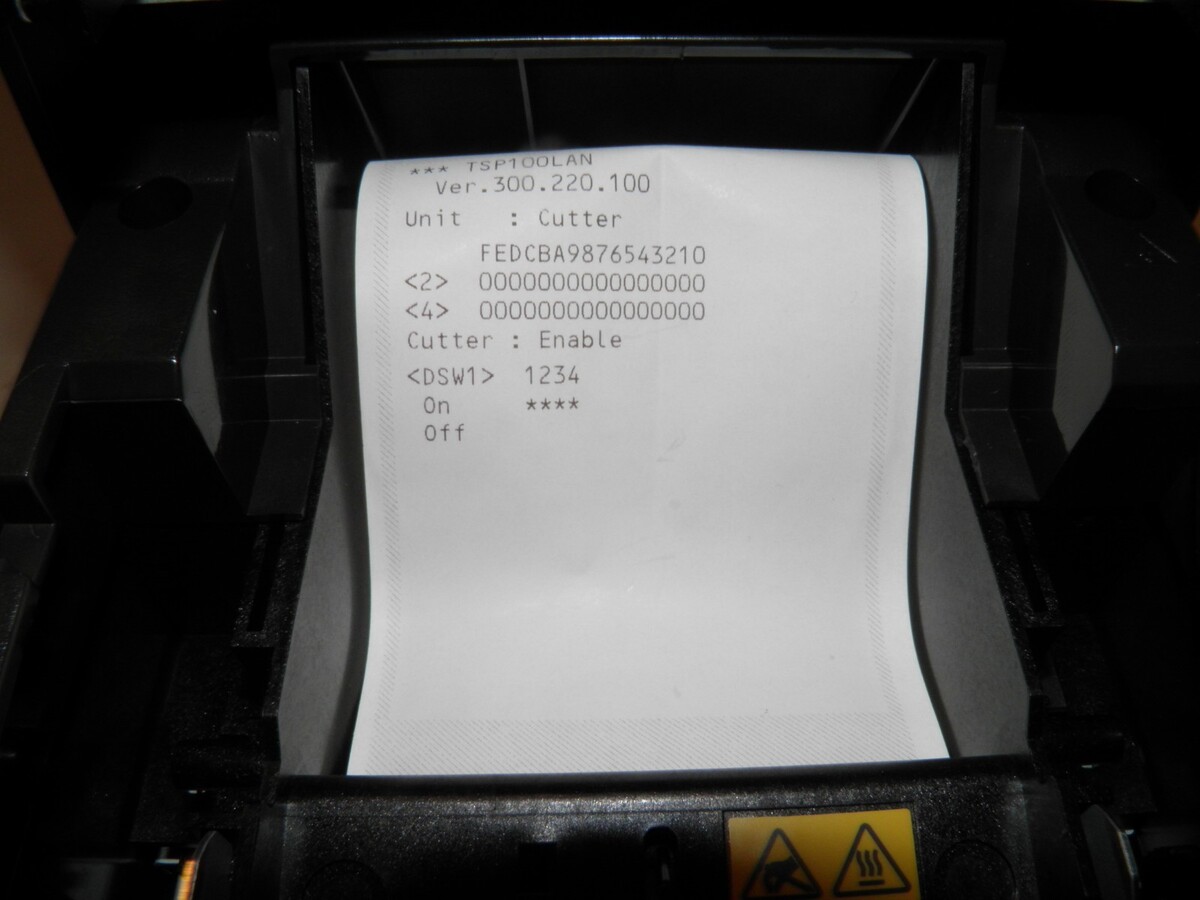 *** TSP100LAN
Ver.300.220.100
Unit : Cutter
FEDCBA9876543210
<2> 0000000000000000
<4> 0000000000000000
Cutter : Enable
<DSW1> 1234
On ****
Off